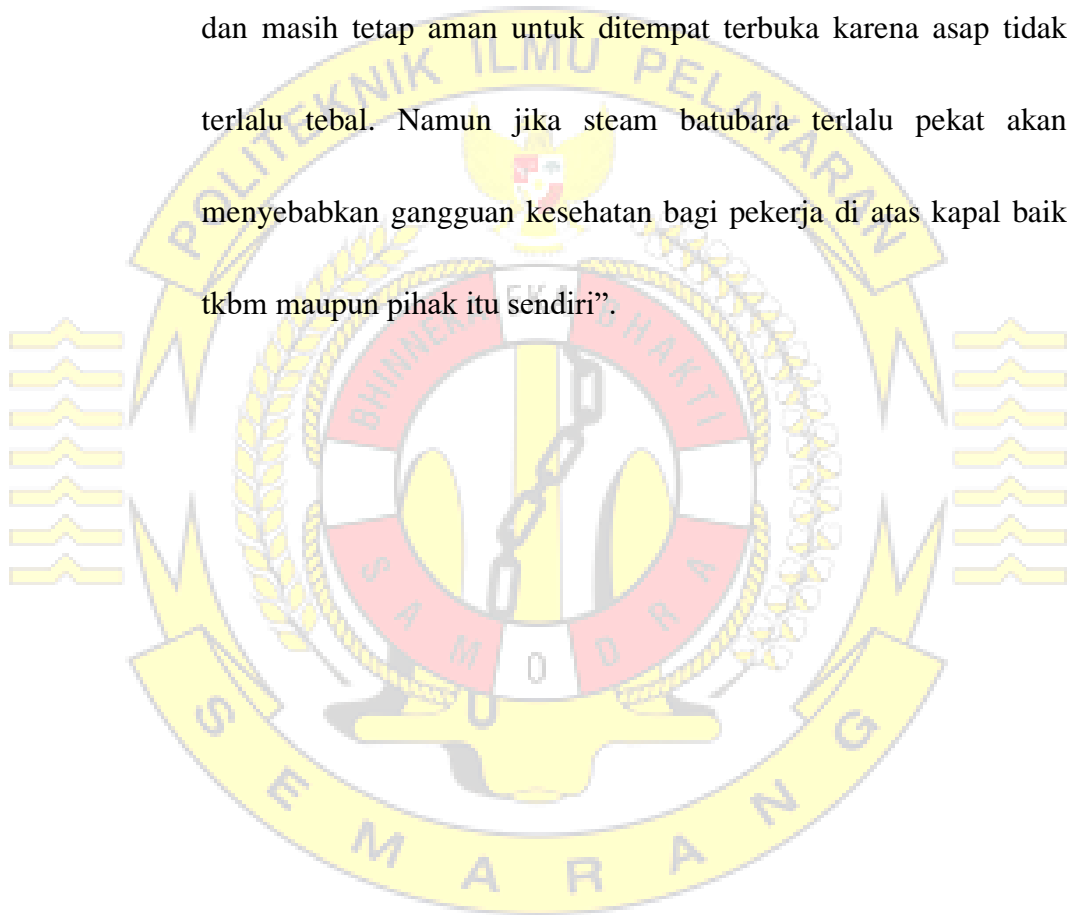 dan masih tetap aman untuk ditempat terbuka karena asap tidak
POLITEKNIK ILMU PELAYARAN
terlalu tebal. Namun jika steam batubara terlalu pekat akan
menyebabkan gangguan kesehatan bagi pekerja di atas kapal baik
tkbm maupun pihak itu sendiri”.
BHINNEKA EKA BHAKTI
SAMODRA
SEMARANG